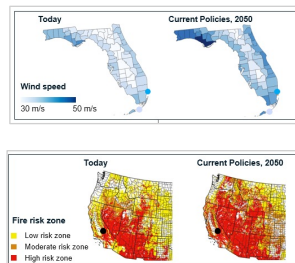 Today Current Policies, 2050
Wind speed
30 m/s 50 m/s
Today Current Policies, 2050
Fire risk zone
Low risk zone
Moderate risk zone
High risk zone